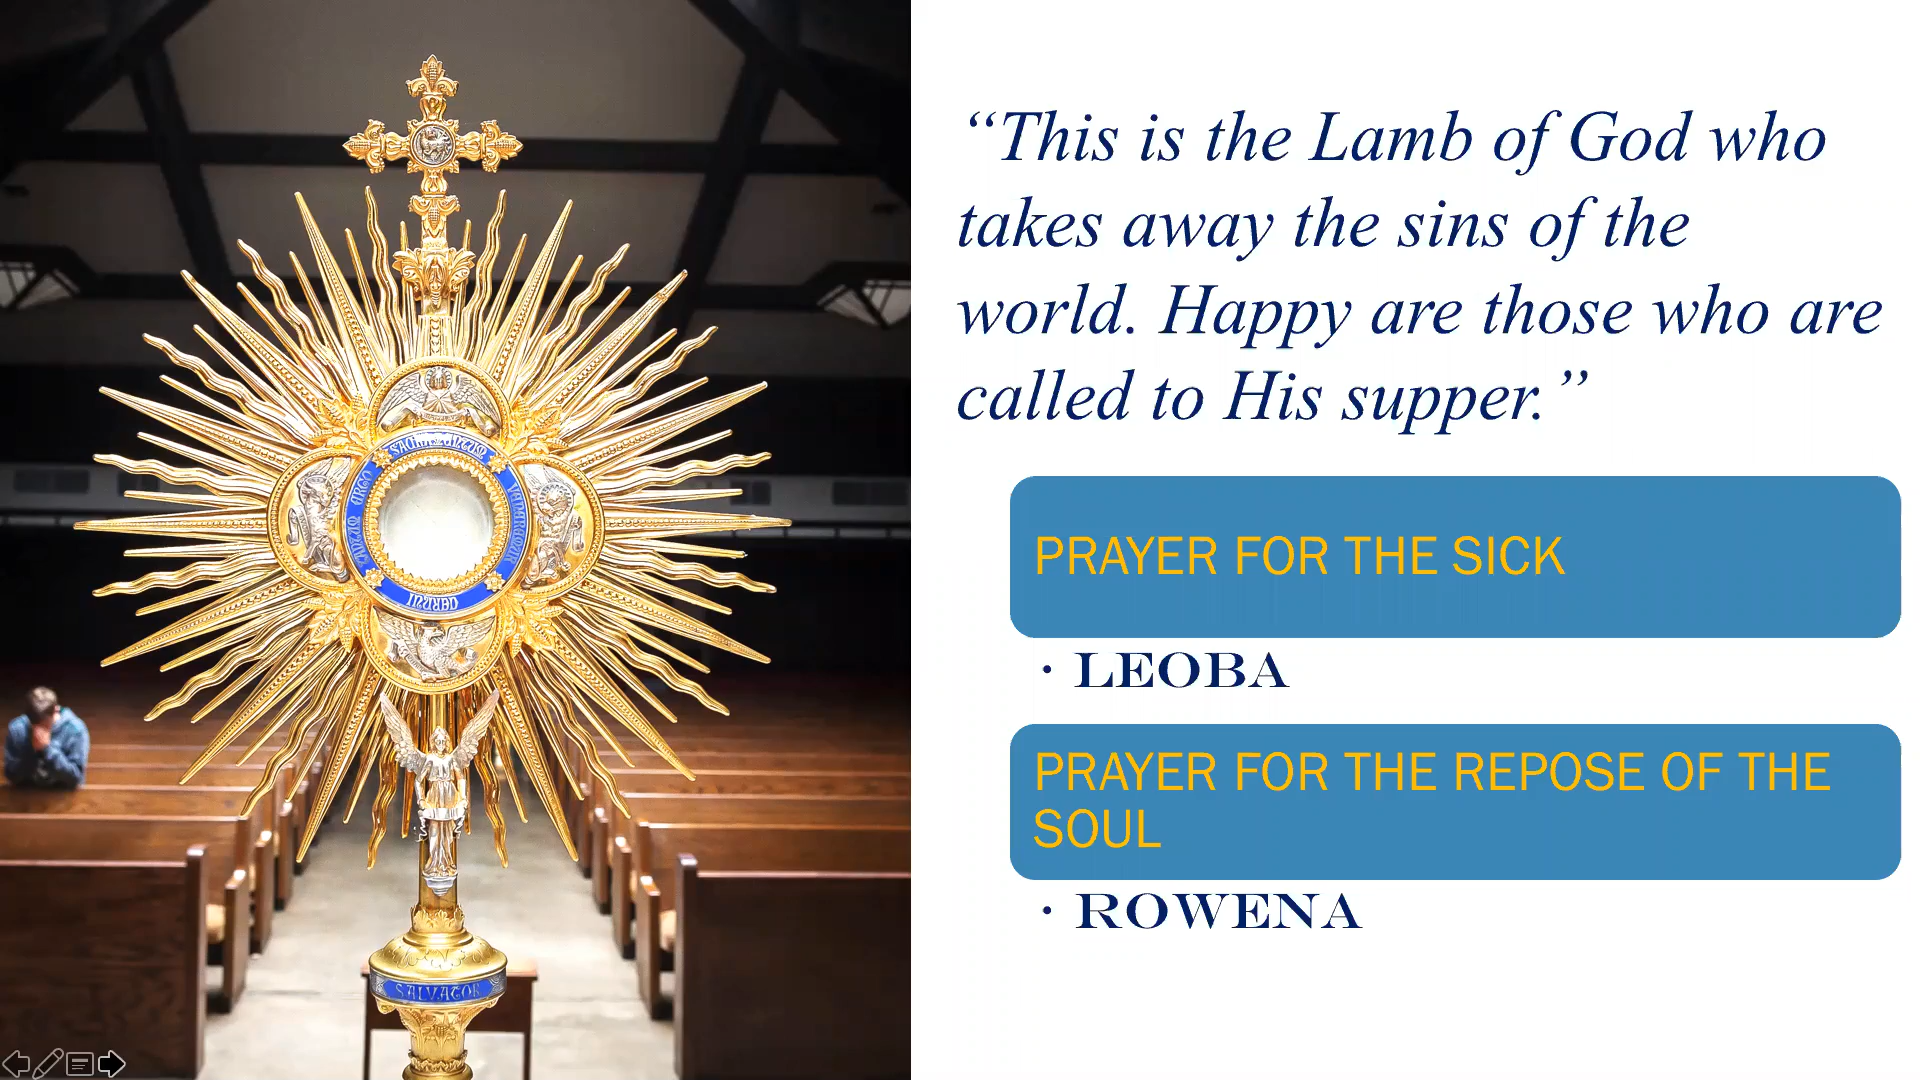 “This is the Lamb of God who
takes away the sins of the
world. Happy are those who are
called to His supper.”
PRAYER FOR THE SICK
• LEOBA
PRAYER FOR THE REPOSE OF THE
SOUL
• ROWENA
SALVATOR